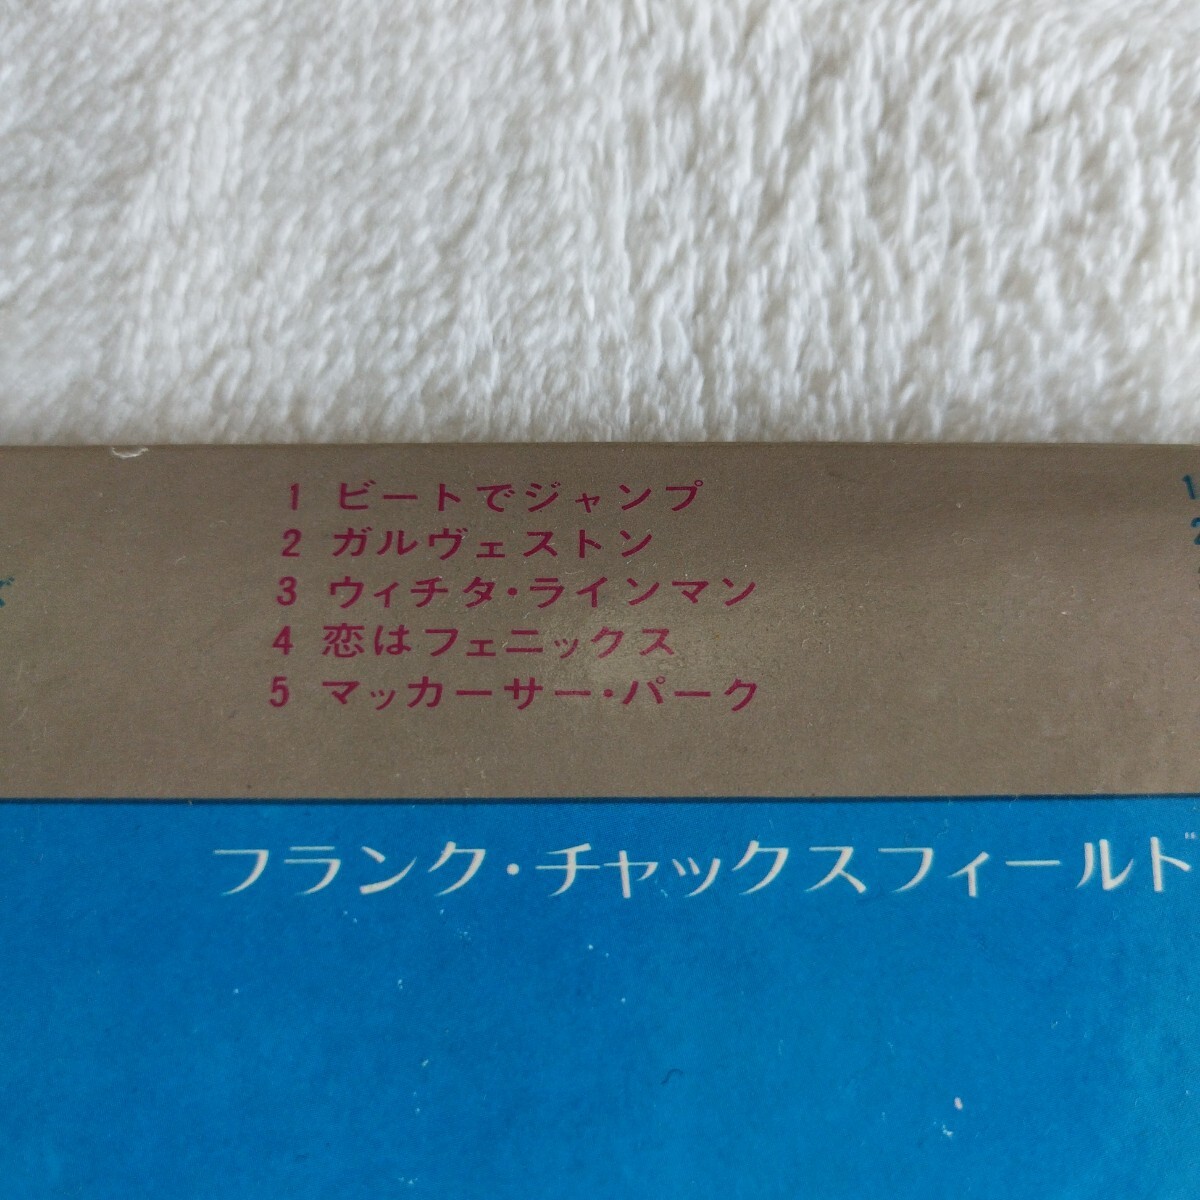 1 ビートでジャンプ
2 ガルヴェストン
3 ウィチタ・ラインマン
4 恋はフェニックス
5 マッカーサー・パーク
ズ
1
2
フランク・チャックスフィールド